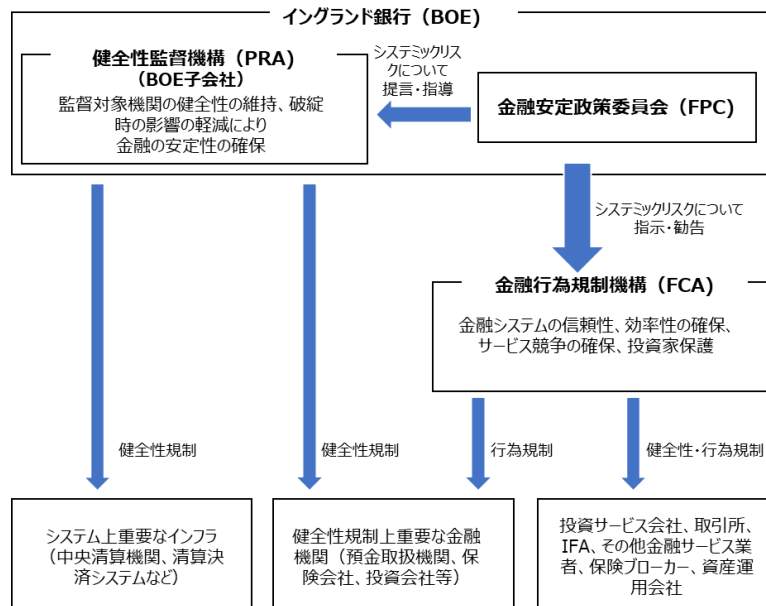 イングランド銀行（BOE）
健全性監督機構（PRA）
（BOE子会社）
監督対象機関の健全性の維持、破綻
時の影響の軽減により
金融の安定性の確保
システミックリス
クについて
提言・指導
金融安定政策委員会（FPC）
システミックリスクについて
指示・勧告
金融行為規制機構（FCA）
金融システムの信頼性、効率性の確保、
サービス競争の確保、投資家保護
健全性規制
健全性規制
行為規制
健全性・行為規制
システム上重要なインフラ
（中央清算機関、清算決
済システムなど）
健全性規制上重要な金融
機関（預金取扱機関、保
険会社、投資会社等）
投資サービス会社、取引所、
IFA、その他金融サービス業
者、保険ブローカー、資産運
用会社